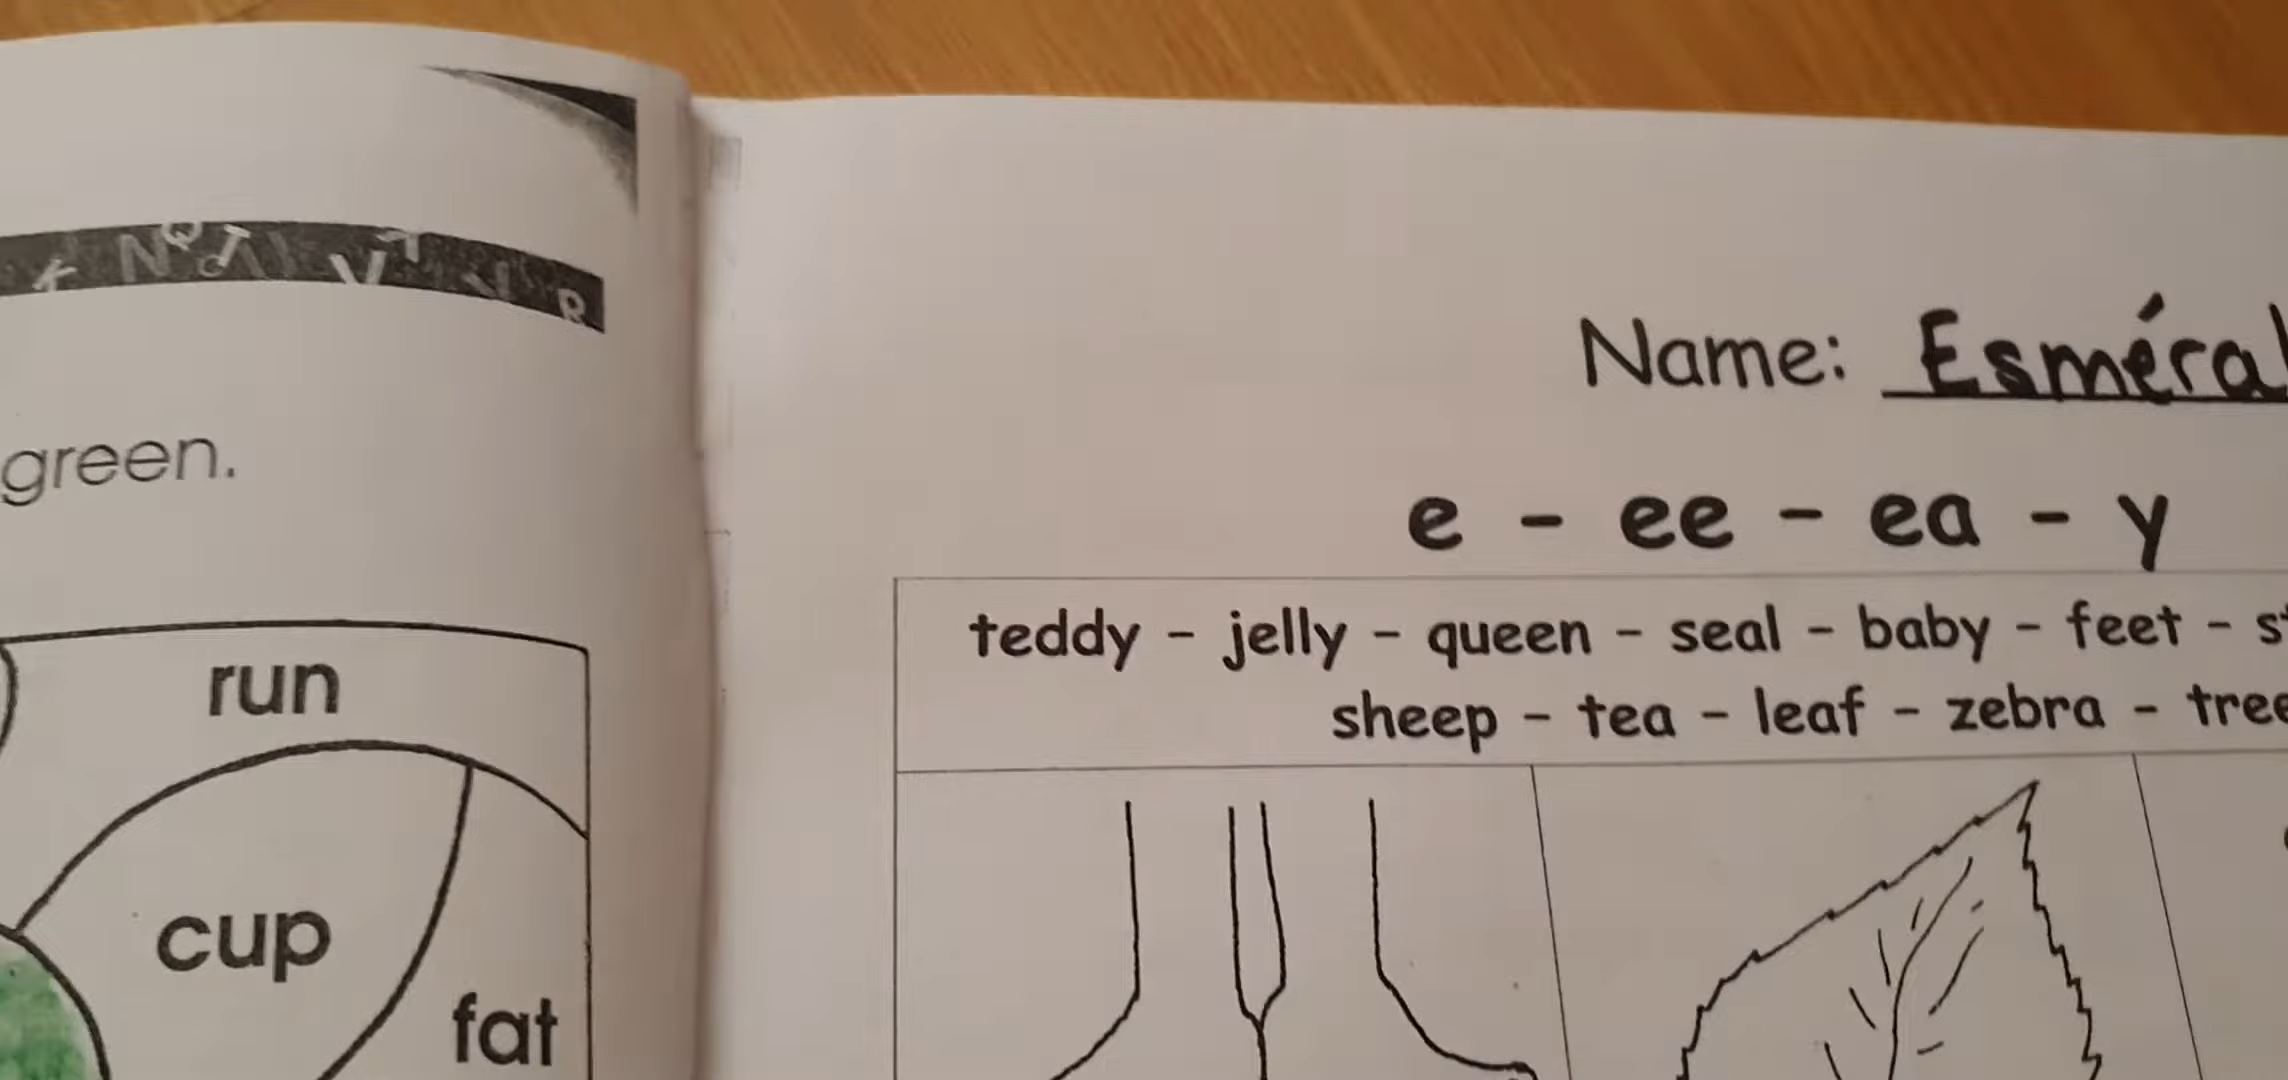 green.
run
cup
fat
Name: Esméral
e - ee - ea - y
teddy - jelly - queen - seal - baby - feet -
sheep - tea - leaf - zebra -